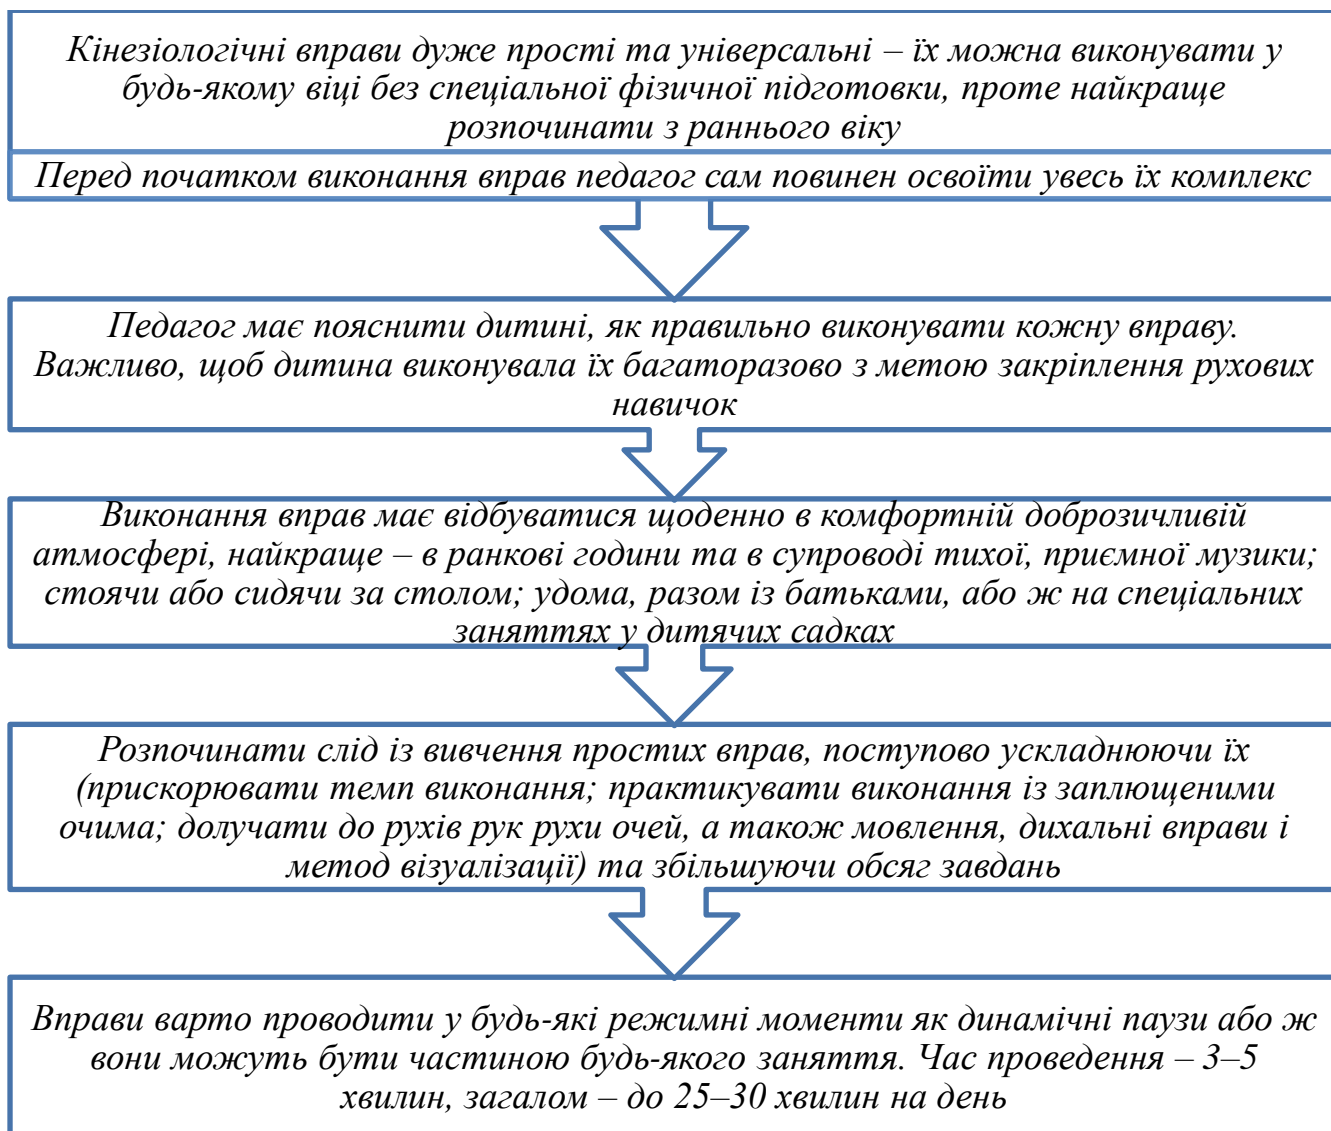 Кінезіологічні вправи дуже прості та універсальні – їх можна виконувати у
будь-якому віці без спеціальної фізичної підготовки, проте найкраще
розпочинати з раннього віку
Перед початком виконання вправ педагог сам повинен освоїти увесь їх комплекс
Педагог має пояснити дитині, як правильно виконувати кожну вправу.
Важливо, щоб дитина виконувала їх багаторазово з метою закріплення рухових
навичок
Виконання вправ має відбуватися щоденно в комфортній доброзичливій
атмосфері, найкраще – в ранкові години та в супроводі тихої, приємної музики;
стоячи або сидячи за столом; удома, разом із батьками, або ж на спеціальних
заняттях у дитячих садках
Розпочинати слід із вивчення простих вправ, поступово ускладнюючи їх
(прискорювати темп виконання; практикувати виконання із заплющеними
очима; долучати до рухів рук рухи очей, а також мовлення, дихальні вправи і
метод візуалізації) та збільшуючи обсяг завдань
Вправи варто проводити у будь-які режимні моменти як динамічні паузи або ж
вони можуть бути частиною будь-якого заняття. Час проведення – 3–5
хвилин, загалом – до 25–30 хвилин на день